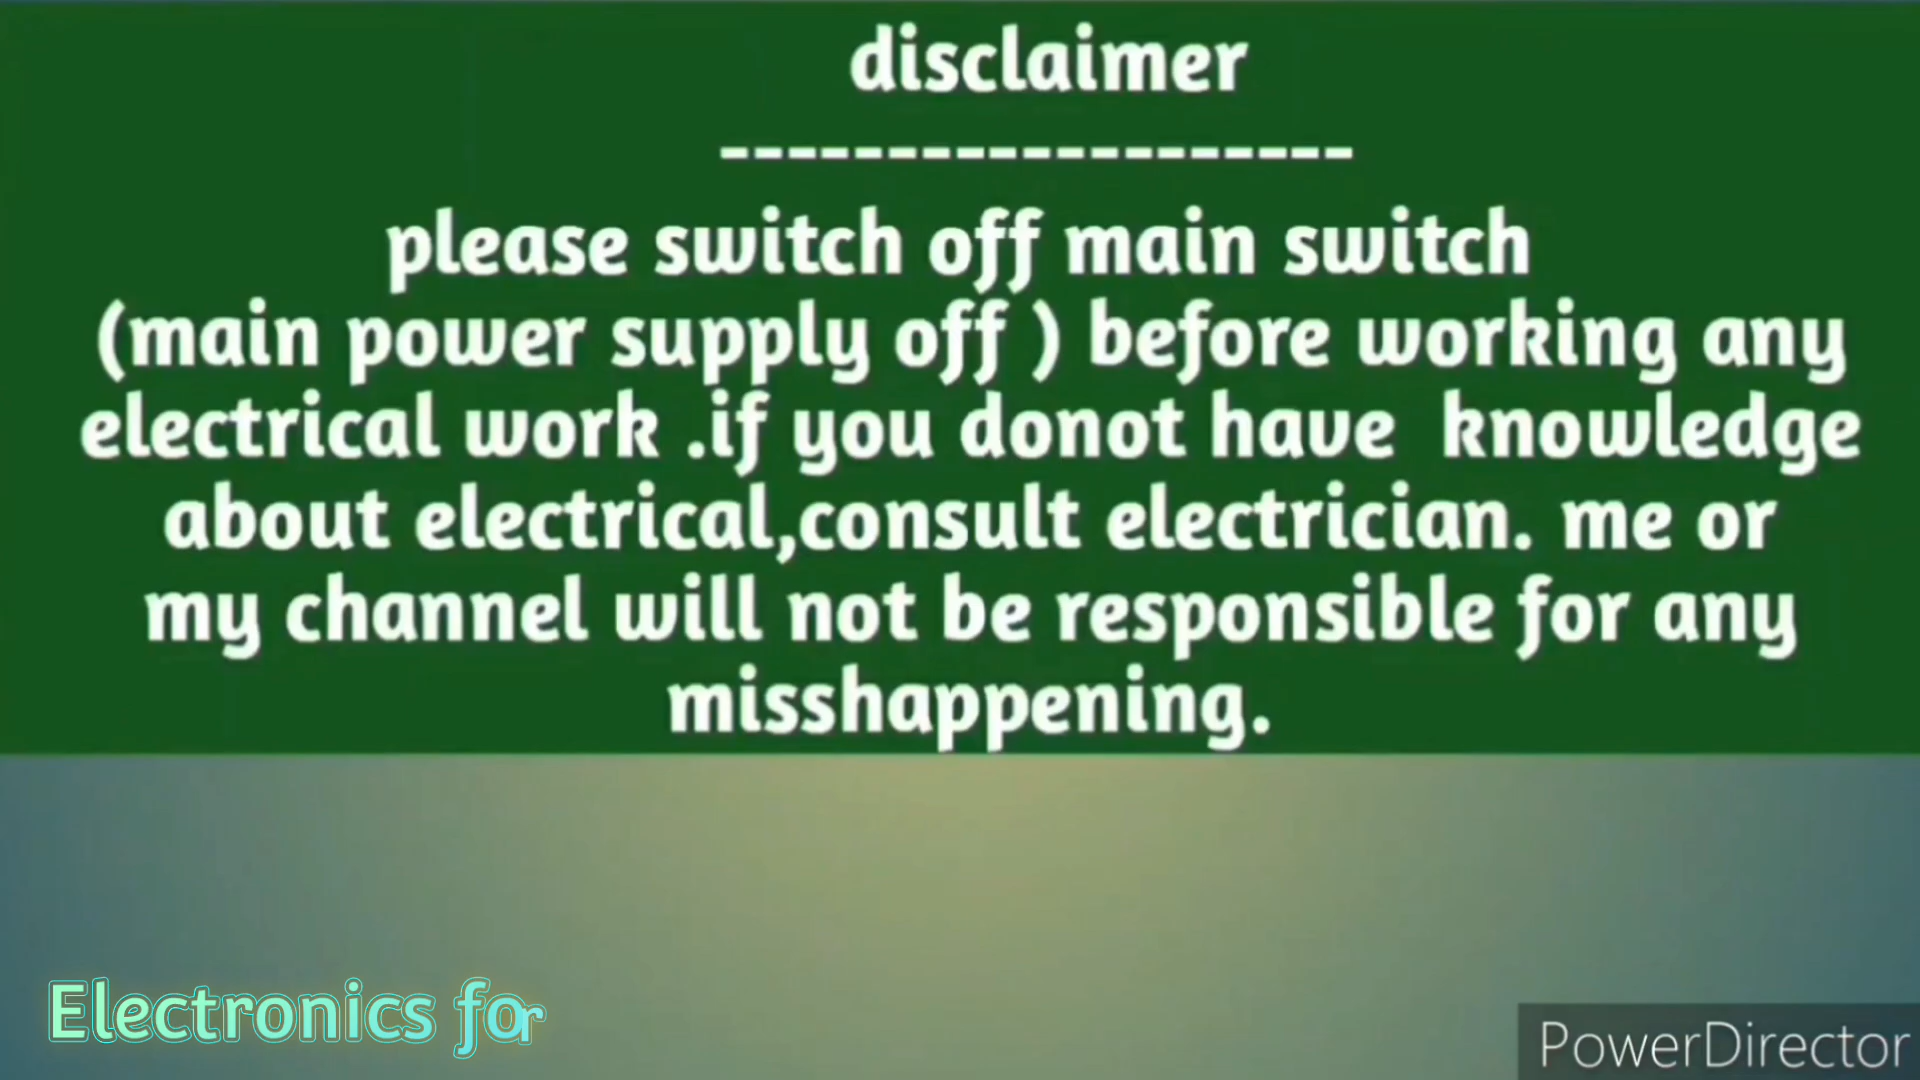 disclaimer
-------------------
please switch off main switch
(main power supply off ) before working any
electrical work .if you donot have  knowledge
about electrical,consult electrician. me or
my channel will not be responsible for any
misshappening.
Electronics for
PowerDirector